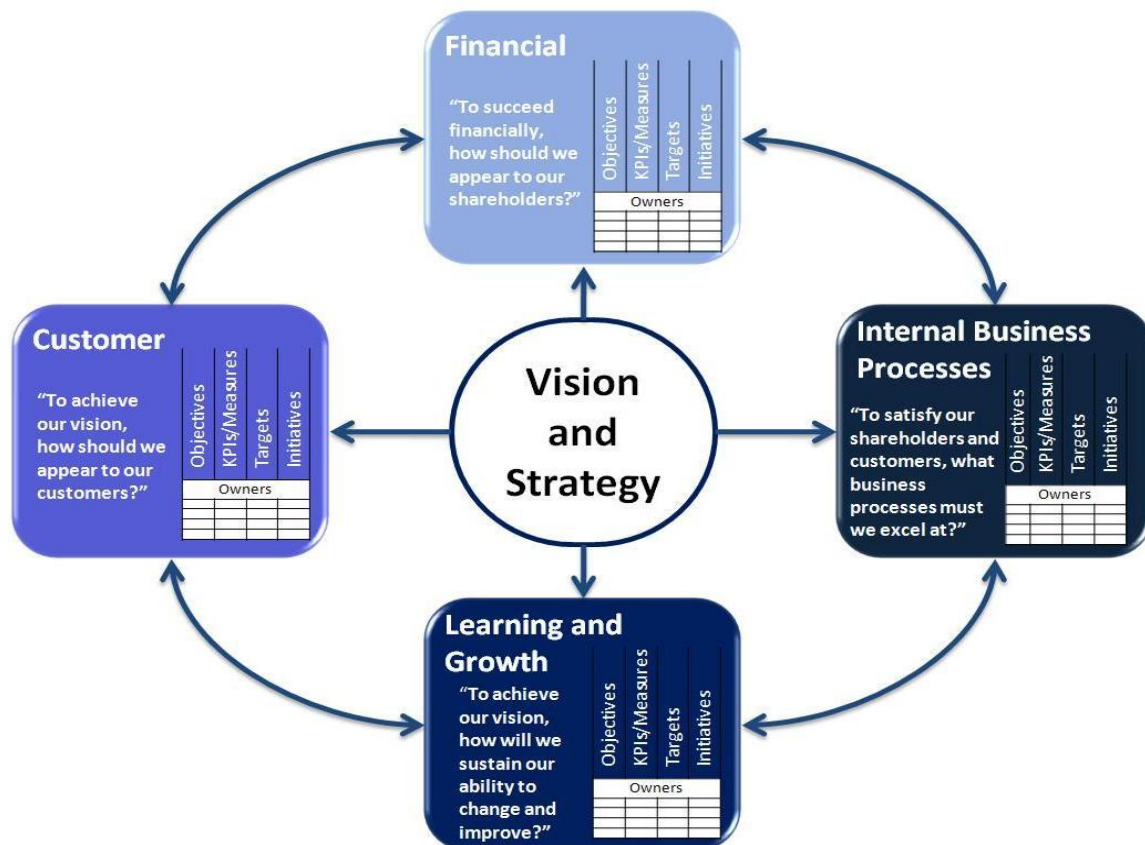 Financial
“To succeed
financially,
how should we
appear to our
shareholders?”
Objectives
KPIs/Measures
Targets
Initiatives
Owners
Customer
“To achieve
our vision,
how should we
appear to our
customers?”
Objectives
KPIs/Measures
Targets
Initiatives
Owners
Vision
and
Strategy
Internal Business
Processes
“To satisfy our
shareholders and
customers, what
business
processes must
we excel at?”
Objectives
KPIs/Measures
Targets
Initiatives
Owners
Learning and
Growth
“To achieve
our vision,
how will we
sustain our
ability to
change and
improve?”
Objectives
KPIs/Measures
Targets
Initiatives
Owners